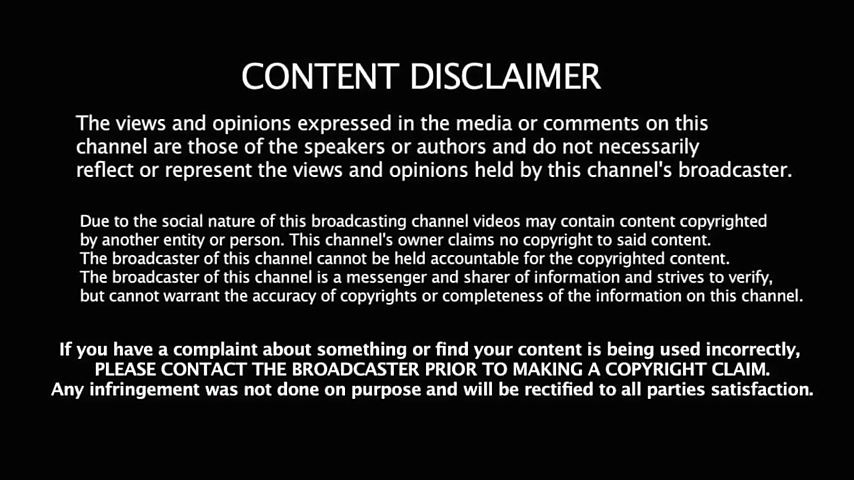 CONTENT DISCLAIMER
The views and opinions expressed in the media or comments on this
channel are those of the speakers or authors and do not necessarily
reflect or represent the views and opinions held by this channel's broadcaster.
Due to the social nature of this broadcasting channel videos may contain content copyrighted
by another entity or person. This channel's owner claims no copyright to said content.
The broadcaster of this channel cannot be held accountable for the copyrighted content.
The broadcaster of this channel is a messenger and sharer of information and strives to verify,
but cannot warrant the accuracy of copyrights or completeness of the information on this channel.
If you have a complaint about something or find your content is being used incorrectly,
PLEASE CONTACT THE BROADCASTER PRIOR TO MAKING A COPYRIGHT CLAIM.
Any infringement was not done on purpose and will be rectified to all parties satisfaction.